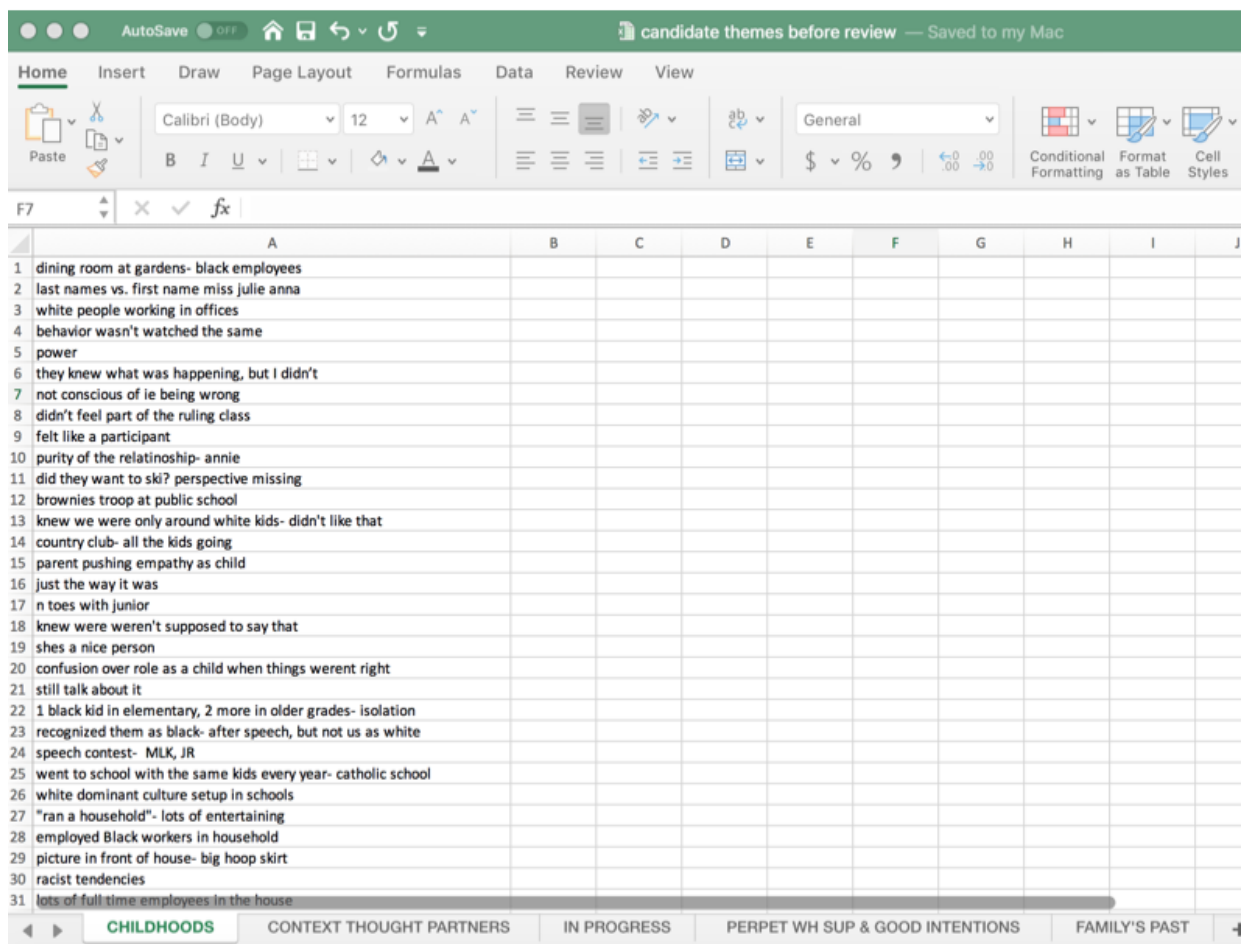 AutoSave OFF
candidate themes before review — Saved to my Mac
Home Insert Draw Page Layout Formulas Data Review View
Calibri (Body) 12 A^ A˅ ab General
Paste B I U A $ % 9 .00 .00 Conditional Formatting Format as Table Cell Styles
F7 fx
A B C D E F G H I J
1 dining room at gardens- black employees
2 last names vs. first name miss julie anna
3 white people working in offices
4 behavior wasn't watched the same
5 power
6 they knew what was happening, but I didn’t
7 not conscious of ie being wrong
8 didn’t feel part of the ruling class
9 felt like a participant
10 purity of the relatinoship- annie
11 did they want to ski? perspective missing
12 brownies troop at public school
13 knew we were only around white kids- didn't like that
14 country club- all the kids going
15 parent pushing empathy as child
16 just the way it was
17 n toes with junior
18 knew were weren't supposed to say that
19 shes a nice person
20 confusion over role as a child when things werent right
21 still talk about it
22 1 black kid in elementary, 2 more in older grades- isolation
23 recognized them as black- after speech, but not us as white
24 speech contest-  MLK, JR
25 went to school with the same kids every year- catholic school
26 white dominant culture setup in schools
27 "ran a household"- lots of entertaining
28 employed Black workers in household
29 picture in front of house- big hoop skirt
30 racist tendencies
31 lots of full time employees in the house
CHILDHOODS CONTEXT THOUGHT PARTNERS IN PROGRESS PERPET WH SUP & GOOD INTENTIONS FAMILY'S PAST +